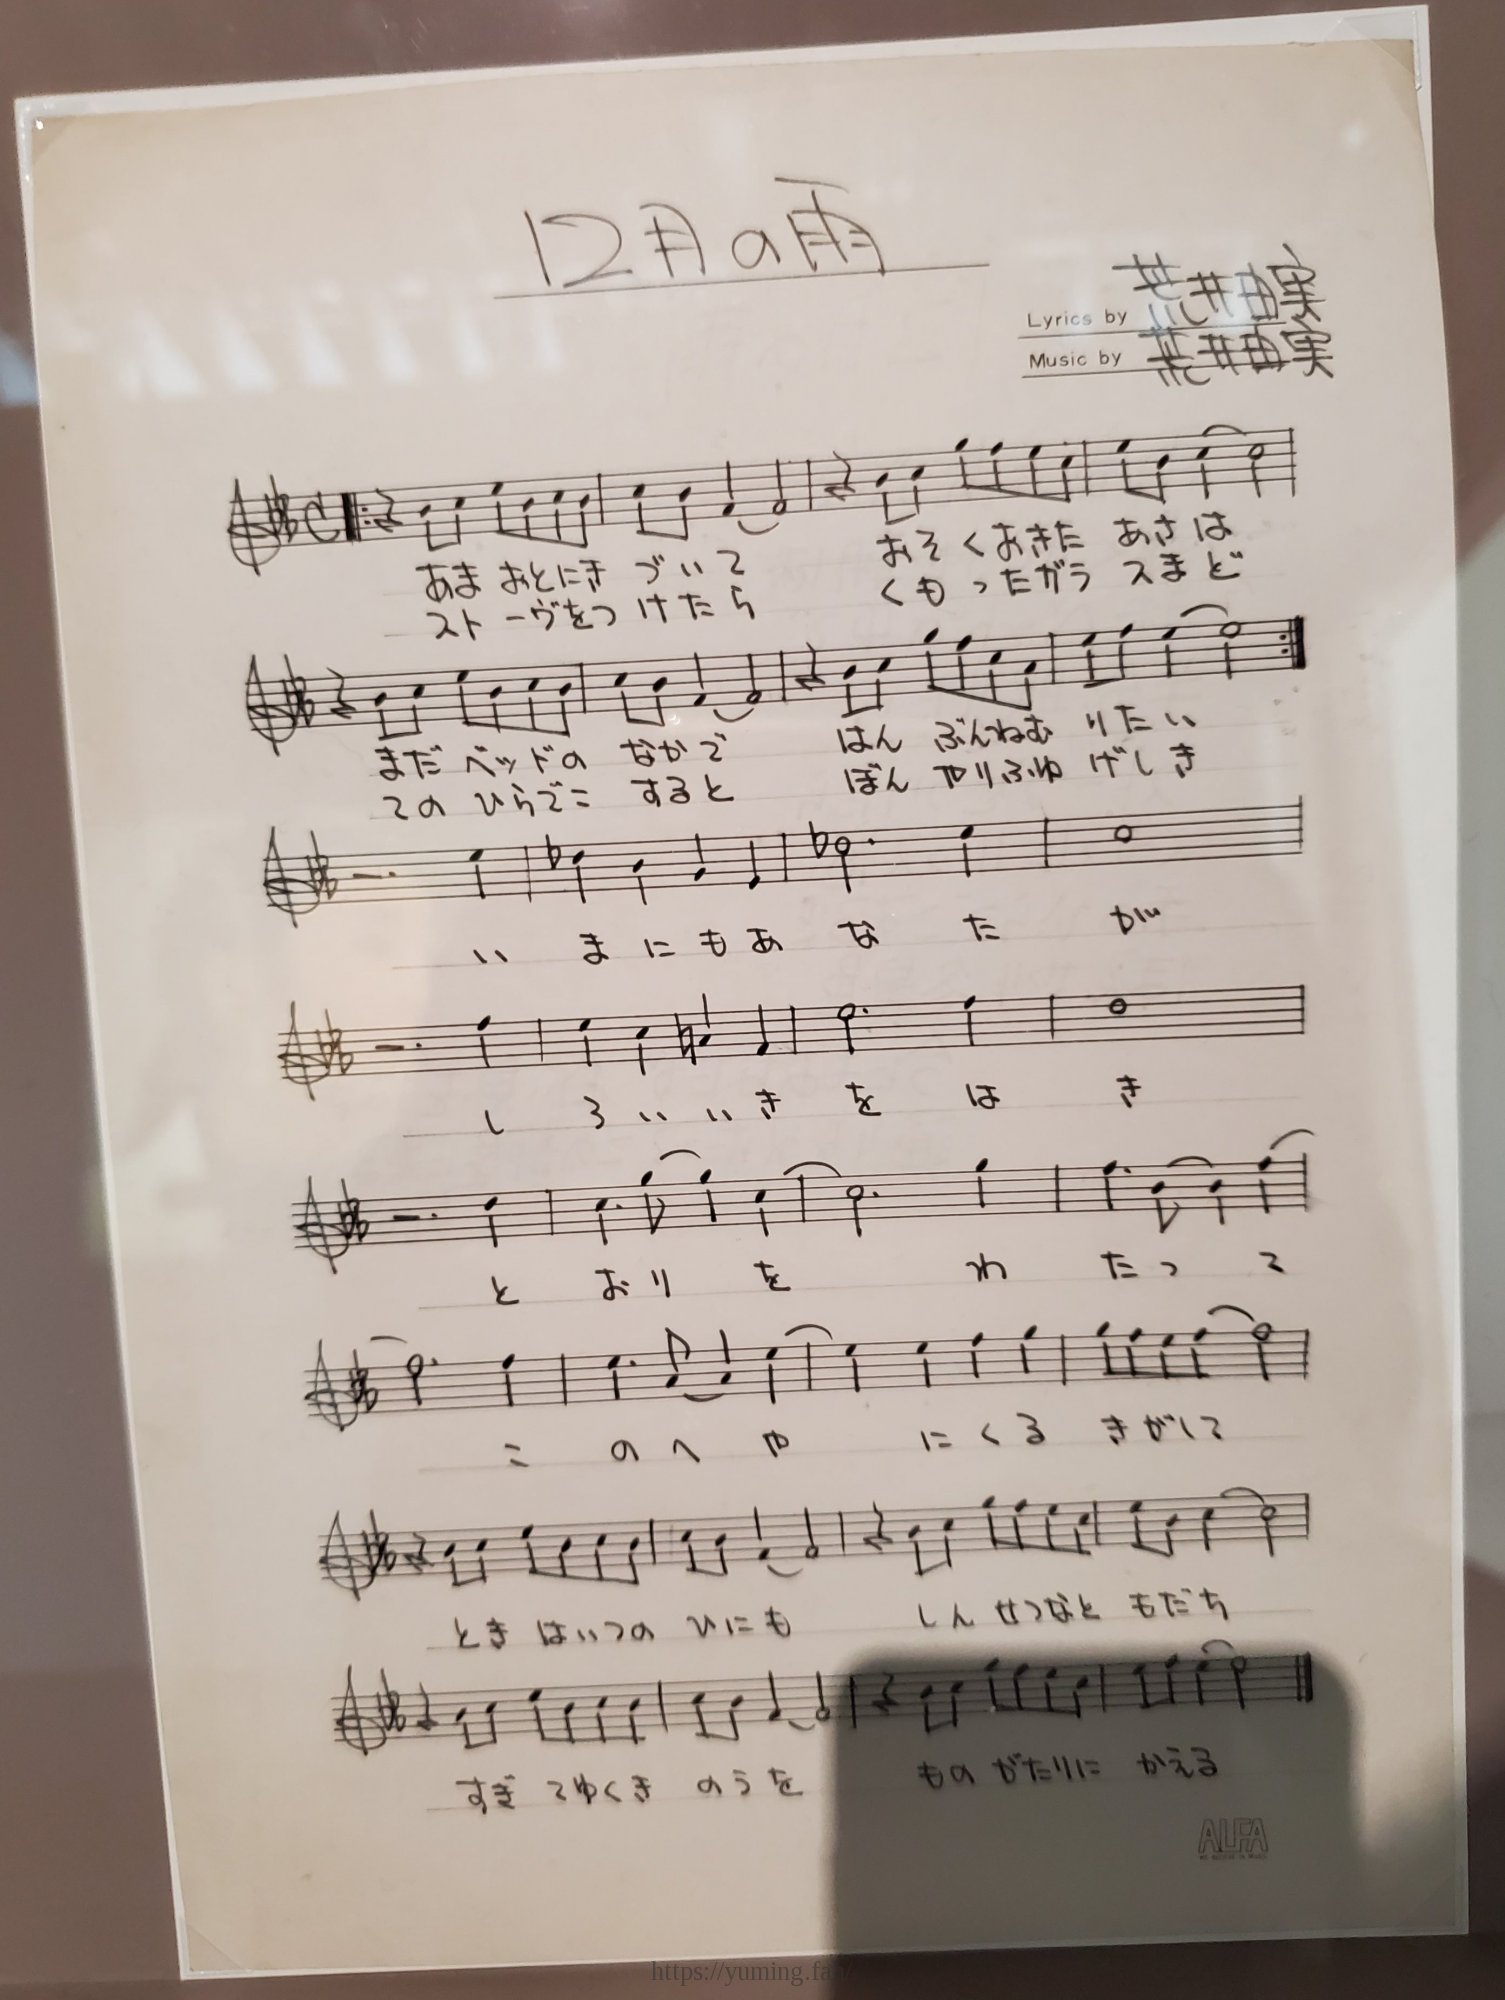 12月の雨
Lyrics by 荒井由実
Music by 荒井由実
あま おとにき づいて おそ くおきた あさは
ストーヴをつ けたら くも ったガラ スまど
まだ ベッドの なかで はん ぶんねむ りたい
ての ひらでこ すると ぼん やりふゆ げしき
い ま に も あ な た が
し ろ い い き を は き
と お り を わ た っ て
こ の へ や に く る きがして
とき はいつの ひにも しん せつなと もだち
すぎ てゆくき のうを もの がたりに かえる
ALFA
https://yuming.fan/